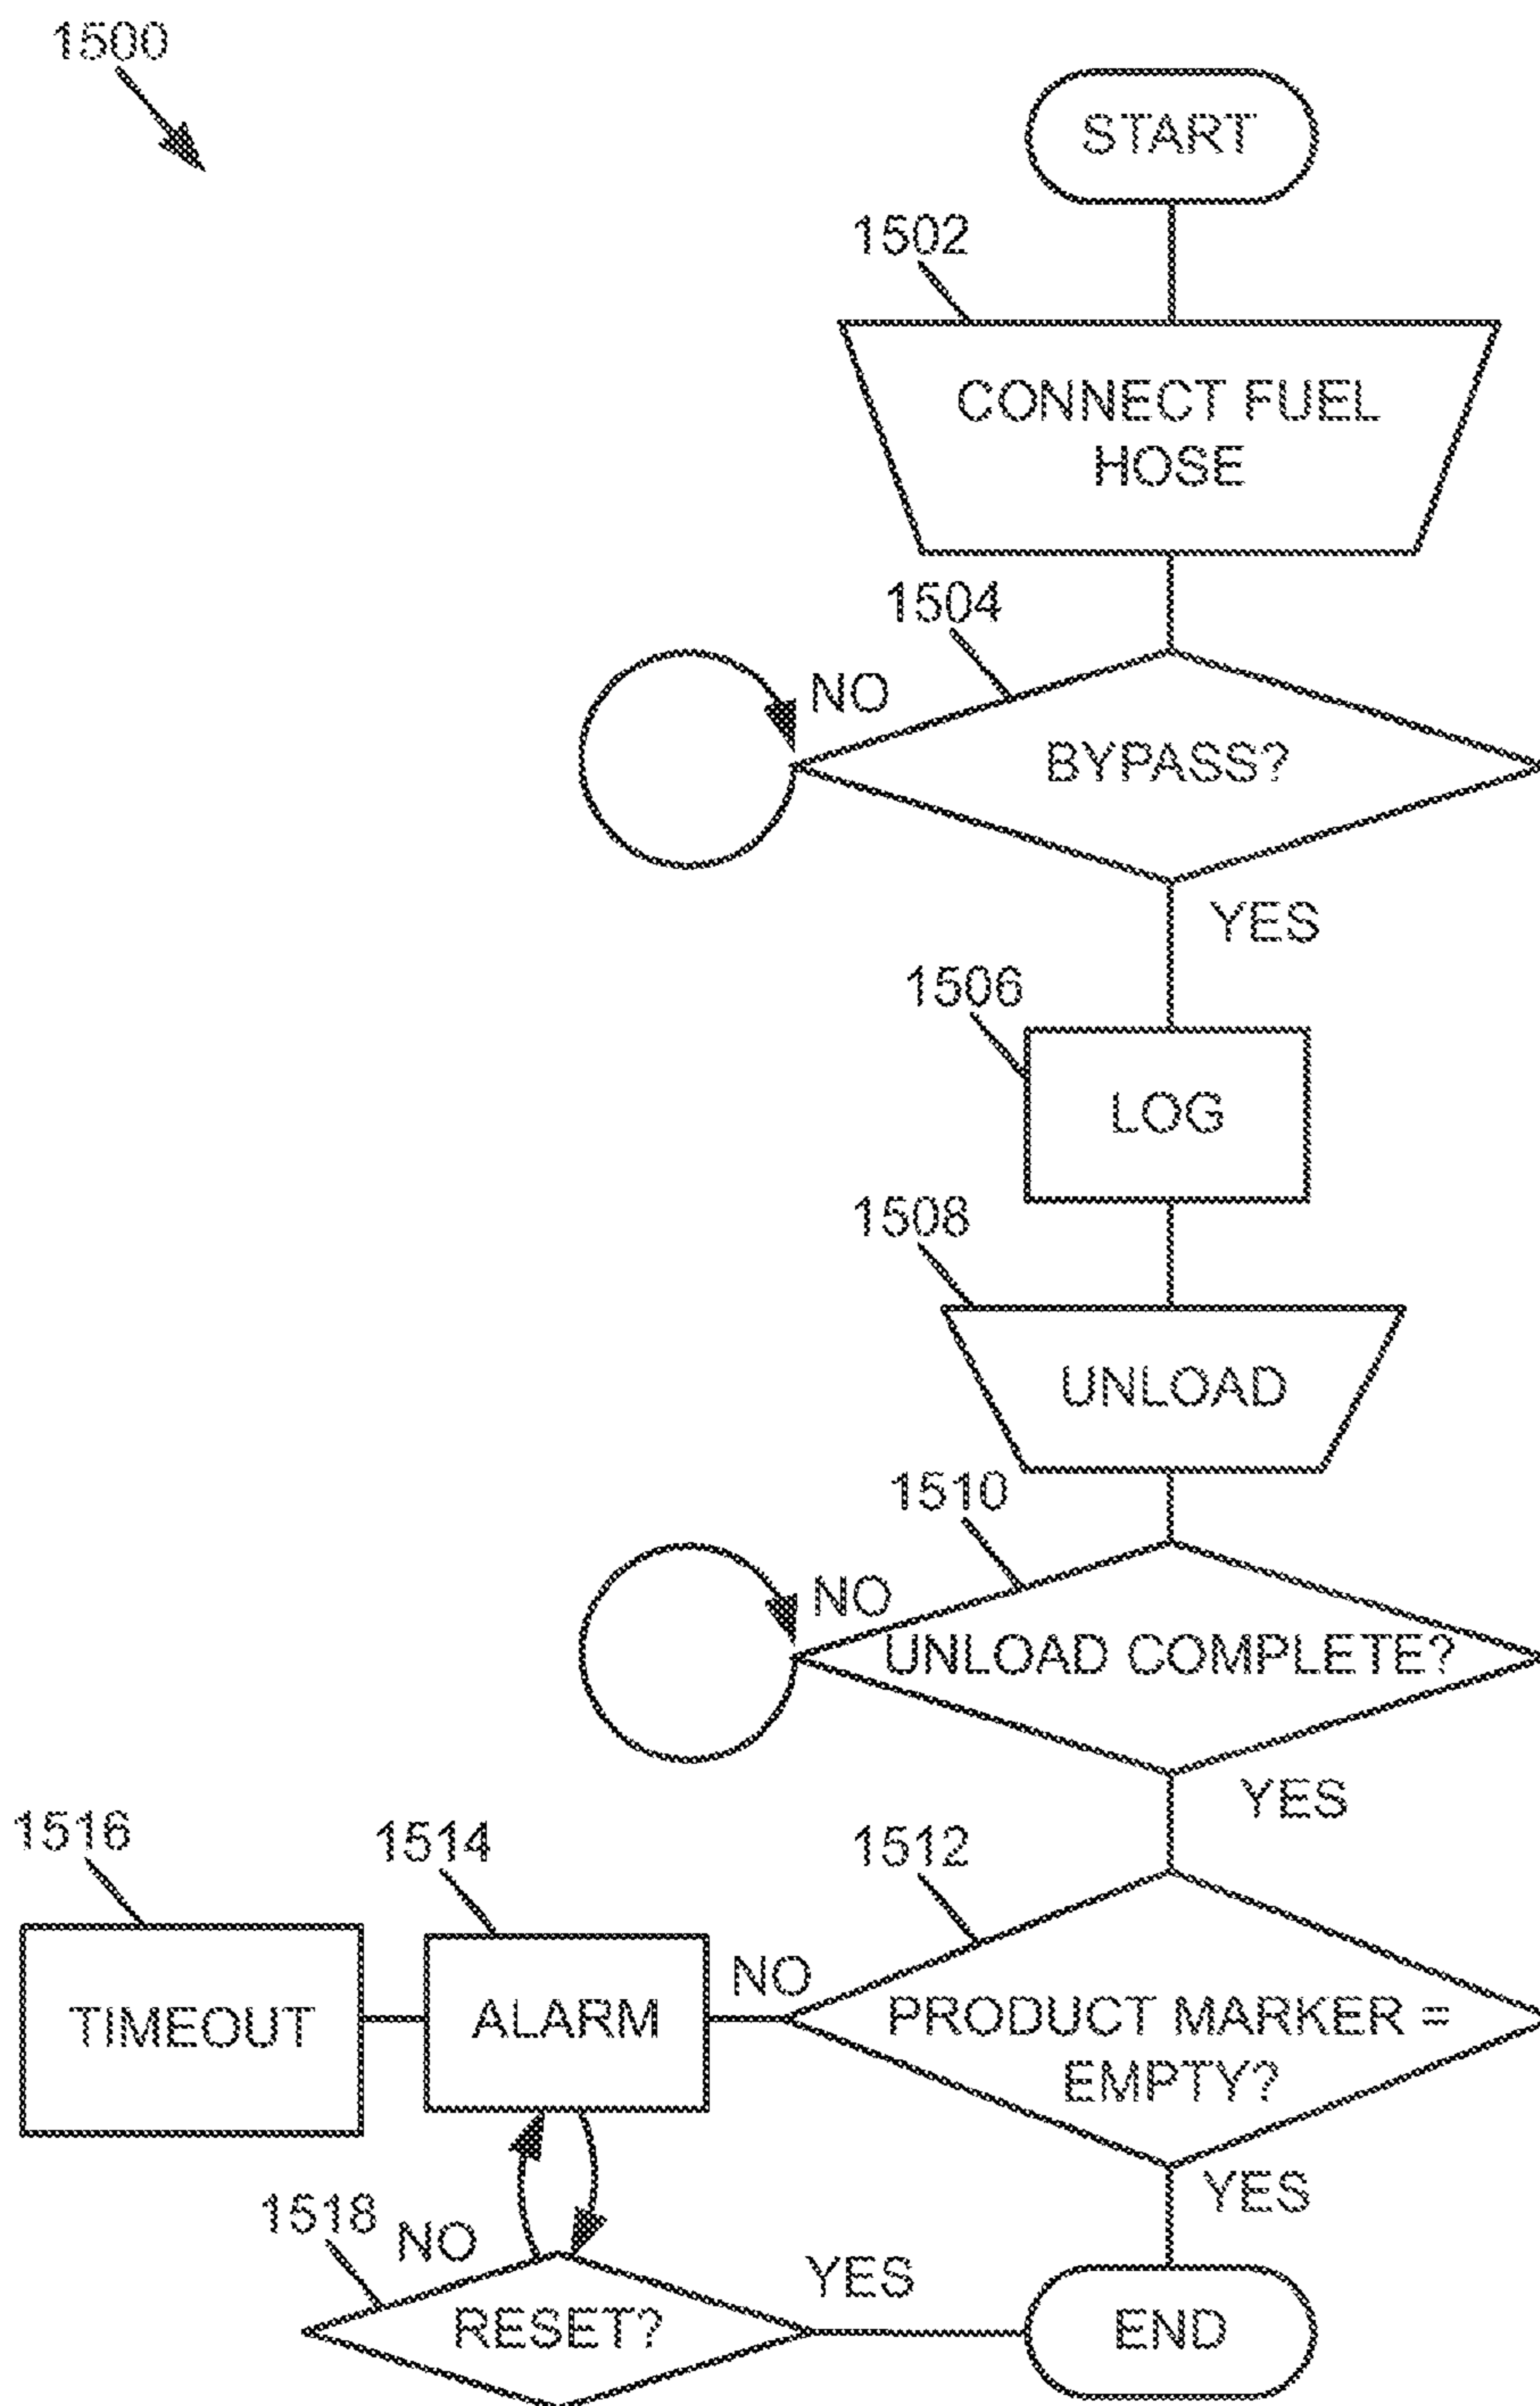 1500
START
1502
CONNECT FUEL
HOSE
1504
NO
BYPASS?
YES
1506
LOG
1508
UNLOAD
1510
NO
UNLOAD COMPLETE?
YES
1516
1514
1512
NO
TIMEOUT
ALARM
PRODUCT MARKER =
EMPTY?
YES
1518
NO
YES
RESET?
END